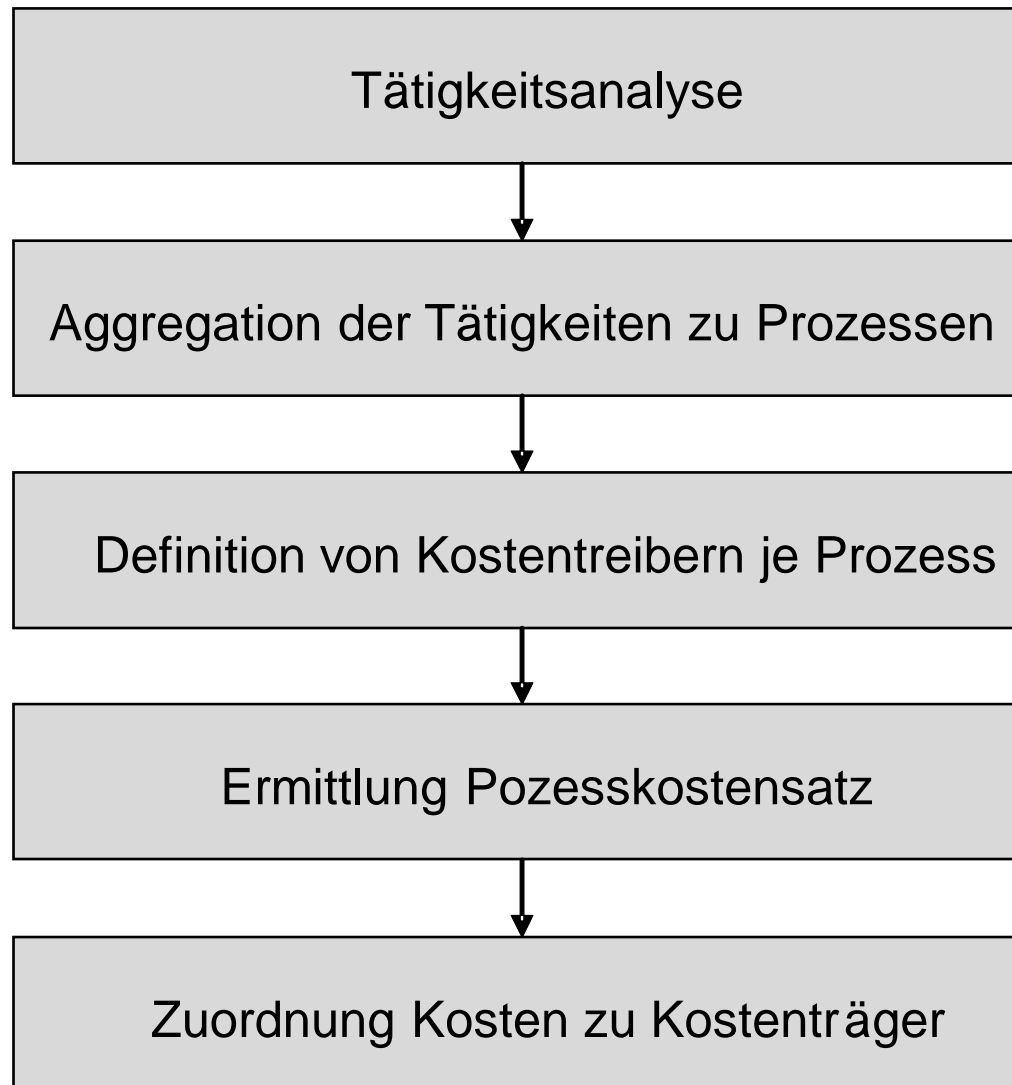 Tätigkeitsanalyse
Aggregation der Tätigkeiten zu Prozessen
Definition von Kostentreibern je Prozess
Ermittlung Pozesskostensatz
Zuordnung Kosten zu Kostenträger